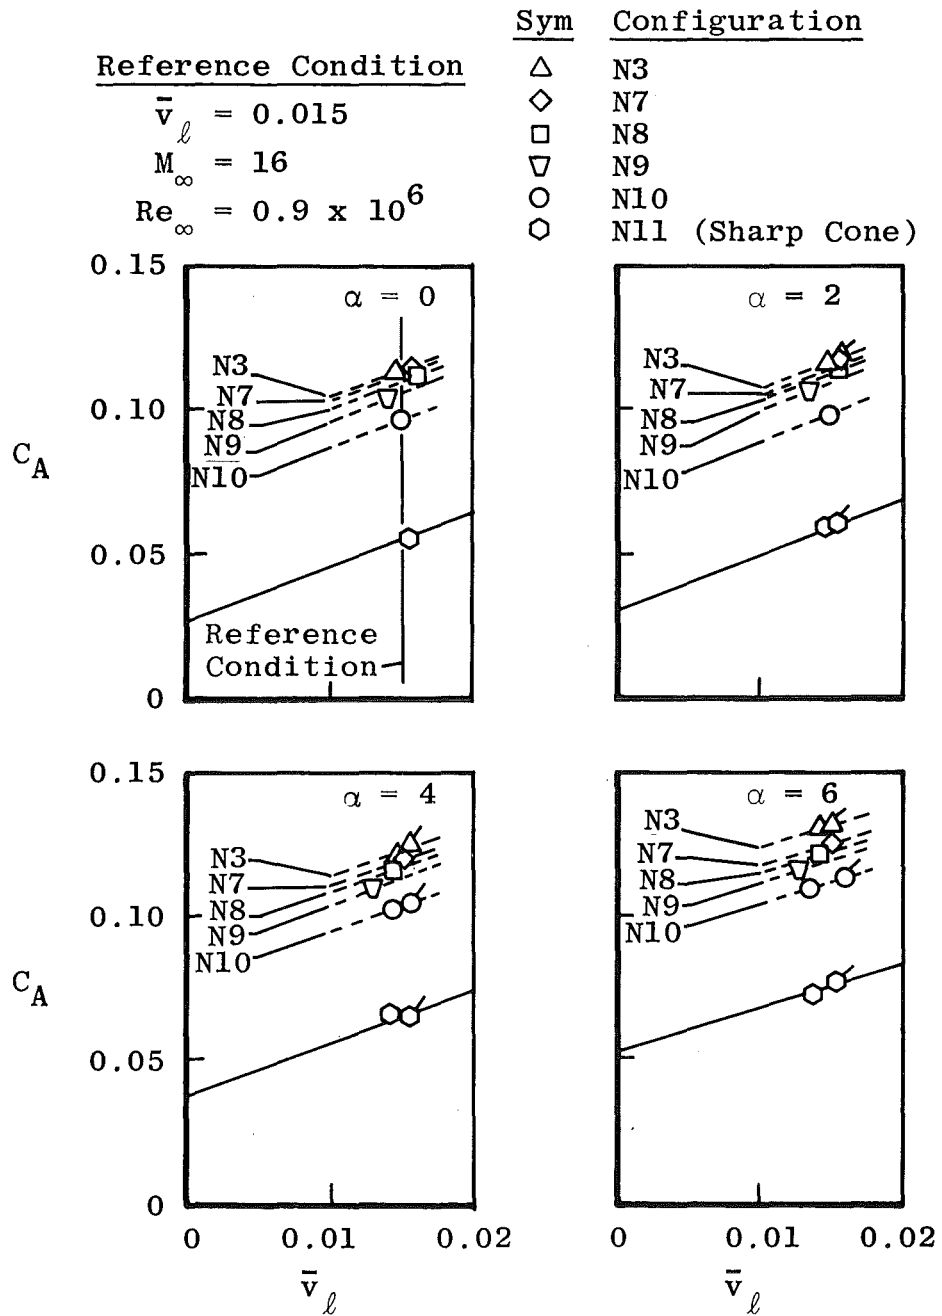 Reference Condition
v̄ℓ = 0.015
M∞ = 16
Re∞ = 0.9 x 10⁶
Sym Configuration
△ N3
◇ N7
□ N8
▽ N9
○ N10
⬡ N11 (Sharp Cone)
α = 0
0.15
0.10
0.05
0
C_A
N3
N7
N8
N9
N10
Reference
Condition
α = 2
N3
N7
N8
N9
N10
α = 4
0.15
0.10
0.05
0
C_A
N3
N7
N8
N9
N10
0 0.01 0.02
v̄ℓ
α = 6
N3
N7
N8
N9
N10
0 0.01 0.02
v̄ℓ